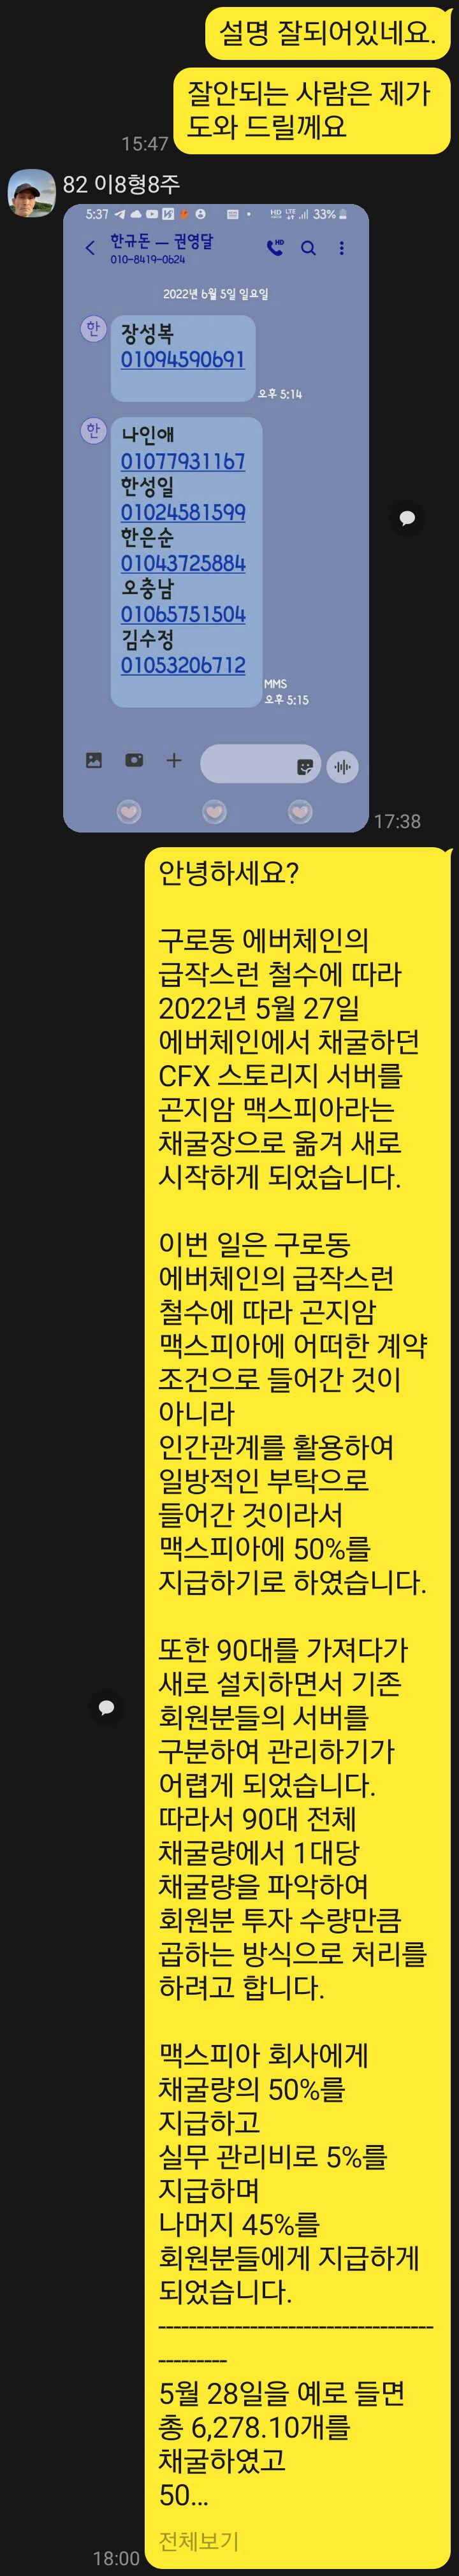 설명 잘되어있네요.
잘안되는 사람은 제가
도와 드릴께요
15:47
82 이8형8주
5:37
HD LTE 33%
한규돈 — 권영달
010-8419-0624
HD
2022년 6월 5일 일요일
한
장성복
01094590691
오후 5:14
한
나인애
01077931167
한성일
01024581599
한은순
01043725884
오충남
01065751504
김수정
01053206712
MMS
오후 5:15
17:38
안녕하세요?
구로동 에버체인의
급작스런 철수에 따라
2022년 5월 27일
에버체인에서 채굴하던
CFX 스토리지 서버를
곤지암 맥스피아라는
채굴장으로 옮겨 새로
시작하게 되었습니다.
이번 일은 구로동
에버체인의 급작스런
철수에 따라 곤지암
맥스피아에 어떠한 계약
조건으로 들어간 것이
아니라
인간관계를 활용하여
일방적인 부탁으로
들어간 것이라서
맥스피아에 50%를
지급하기로 하였습니다.
또한 90대를 가져다가
새로 설치하면서 기존
회원분들의 서버를
구분하여 관리하기가
어렵게 되었습니다.
따라서 90대 전체
채굴량에서 1대당
채굴량을 파악하여
회원분 투자 수량만큼
곱하는 방식으로 처리를
하려고 합니다.
맥스피아 회사에게
채굴량의 50%를
지급하고
실무 관리비로 5%를
지급하며
나머지 45%를
회원분들에게 지급하게
되었습니다.
------------------------------------
---------
5월 28일을 예로 들면
총 6,278.10개를
채굴하였고
50...
전체보기
18:00